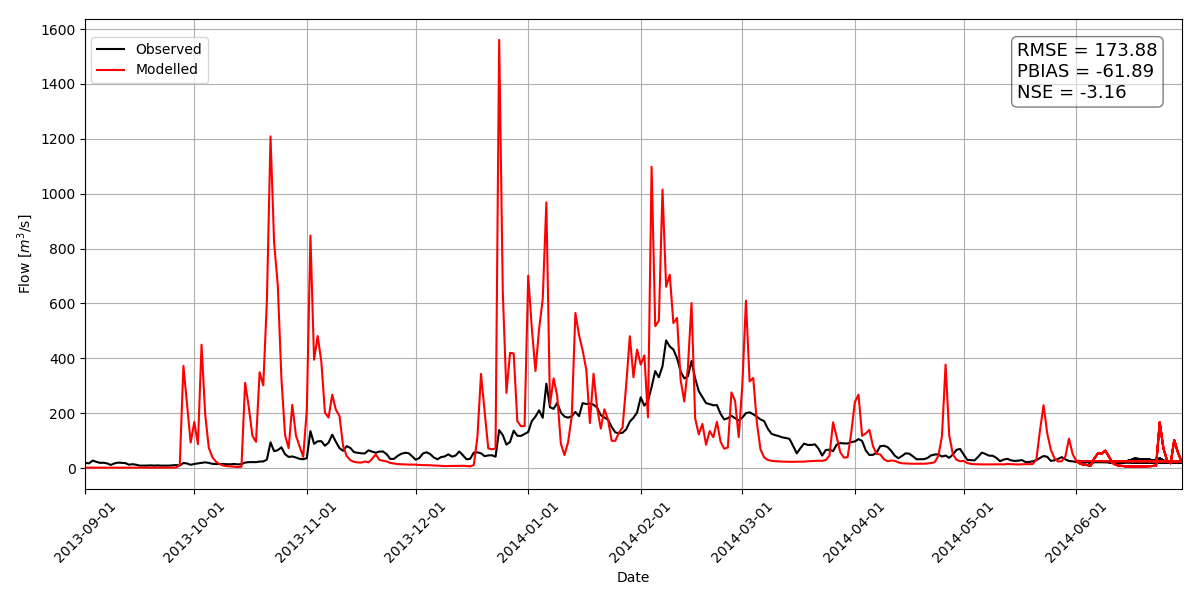 1600
1400
1200
1000
800
600
400
200
0
Flow [m³/s]
Observed
Modelled
RMSE = 173.88
PBIAS = -61.89
NSE = -3.16
2013-09-01
2013-10-01
2013-11-01
2013-12-01
2014-01-01
2014-02-01
2014-03-01
2014-04-01
2014-05-01
2014-06-01
Date